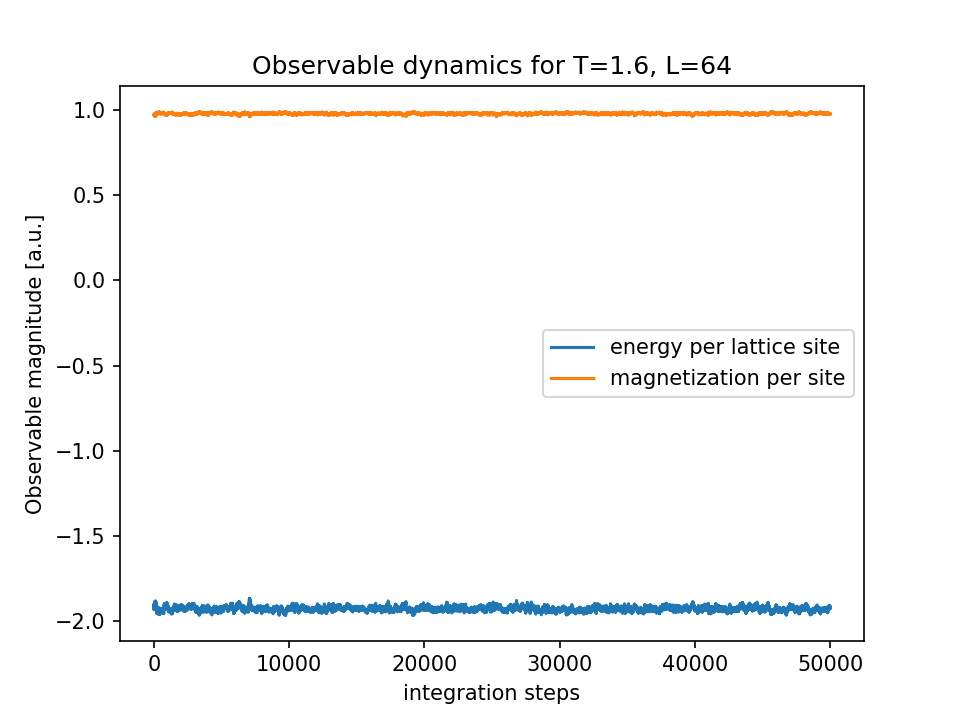 Observable dynamics for T=1.6, L=64
Observable magnitude [a.u.]
1.0
0.5
0.0
−0.5
−1.0
−1.5
−2.0
energy per lattice site
magnetization per site
0
10000
20000
30000
40000
50000
integration steps